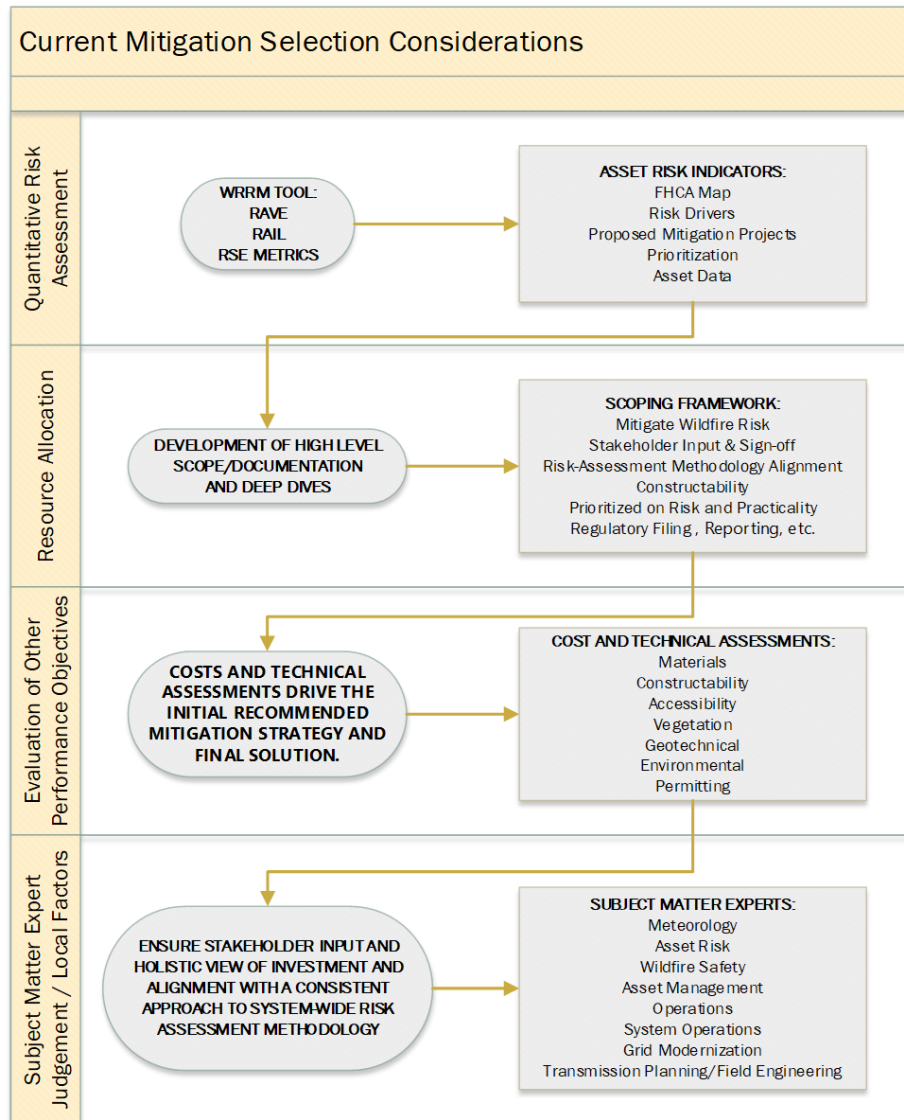 Current Mitigation Selection Considerations
Quantitative Risk
Assessment
WRRM TOOL:
RAVE
RAIL
RSE METRICS
ASSET RISK INDICATORS:
FHCA Map
Risk Drivers
Proposed Mitigation Projects
Prioritization
Asset Data
Resource Allocation
DEVELOPMENT OF HIGH LEVEL
SCOPE/DOCUMENTATION
AND DEEP DIVES
SCOPING FRAMEWORK:
Mitigate Wildfire Risk
Stakeholder Input & Sign-off
Risk-Assessment Methodology Alignment
Constructability
Prioritized on Risk and Practicality
Regulatory Filing , Reporting, etc.
Evaluation of Other
Performance Objectives
COSTS AND TECHNICAL
ASSESSMENTS DRIVE THE
INITIAL RECOMMENDED
MITIGATION STRATEGY AND
FINAL SOLUTION.
COST AND TECHNICAL ASSESSMENTS:
Materials
Constructability
Accessibility
Vegetation
Geotechnical
Environmental
Permitting
Subject Matter Expert
Judgement / Local Factors
ENSURE STAKEHOLDER INPUT AND
HOLISTIC VIEW OF INVESTMENT AND
ALIGNMENT WITH A CONSISTENT
APPROACH TO SYSTEM-WIDE RISK
ASSESSMENT METHODOLOGY
SUBJECT MATTER EXPERTS:
Meteorology
Asset Risk
Wildfire Safety
Asset Management
Operations
System Operations
Grid Modernization
Transmission Planning/Field Engineering